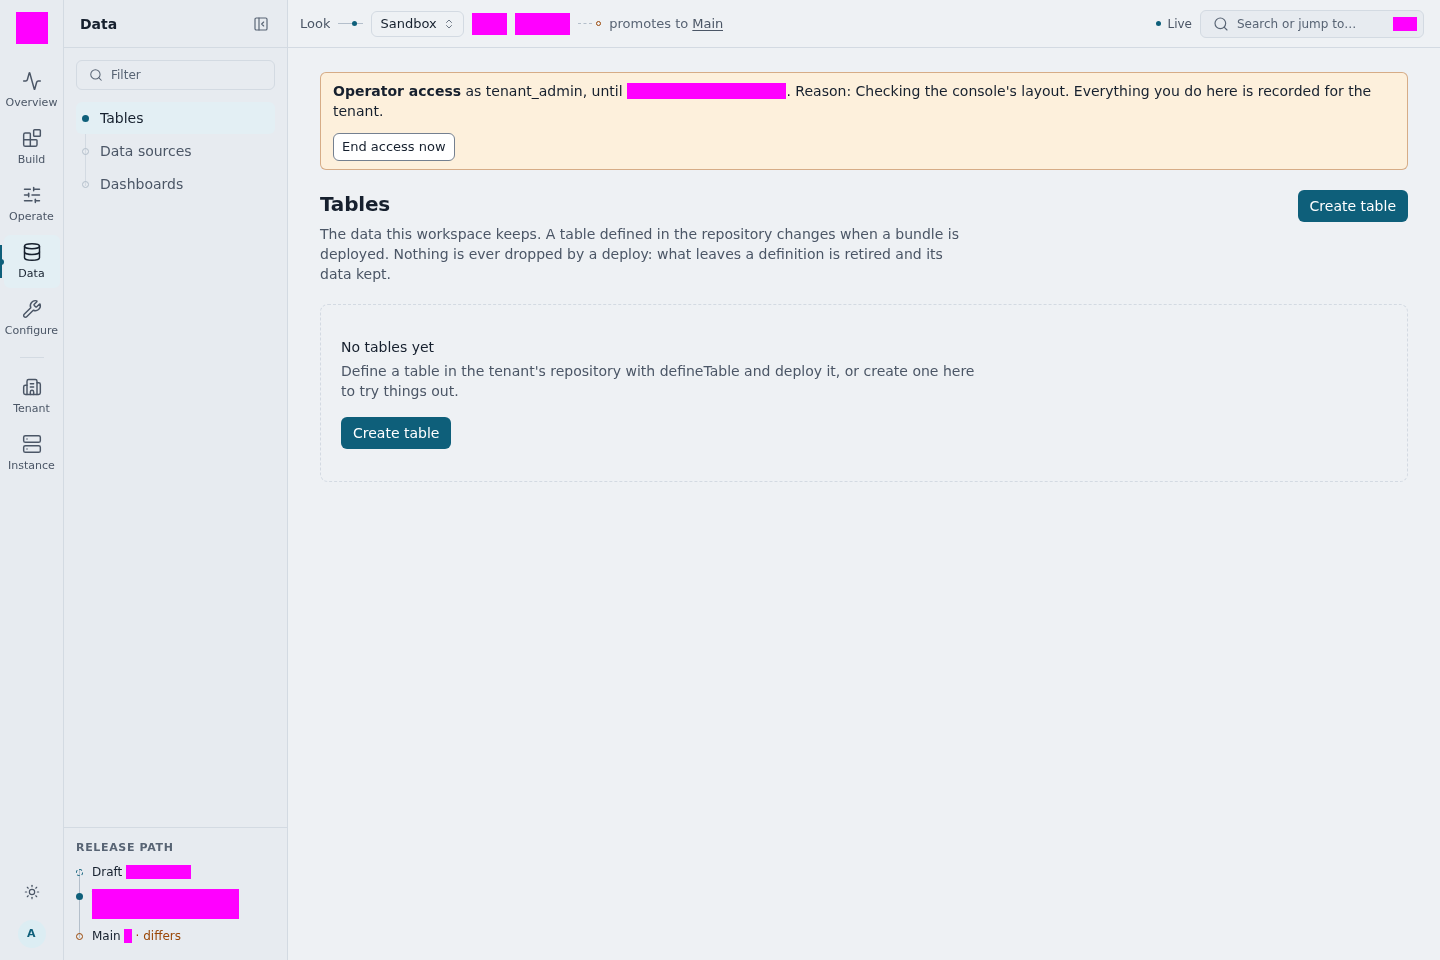 Data
Look
Sandbox
promotes to Main
Live
Search or jump to...
Overview
Build
Operate
Data
Configure
Tenant
Instance
A
Filter
Tables
Data sources
Dashboards
RELEASE PATH
Draft
Main · differs
Operator access as tenant_admin, until . Reason: Checking the console's layout. Everything you do here is recorded for the
tenant.
End access now
Tables
Create table
The data this workspace keeps. A table defined in the repository changes when a bundle is
deployed. Nothing is ever dropped by a deploy: what leaves a definition is retired and its
data kept.
No tables yet
Define a table in the tenant's repository with defineTable and deploy it, or create one here
to try things out.
Create table